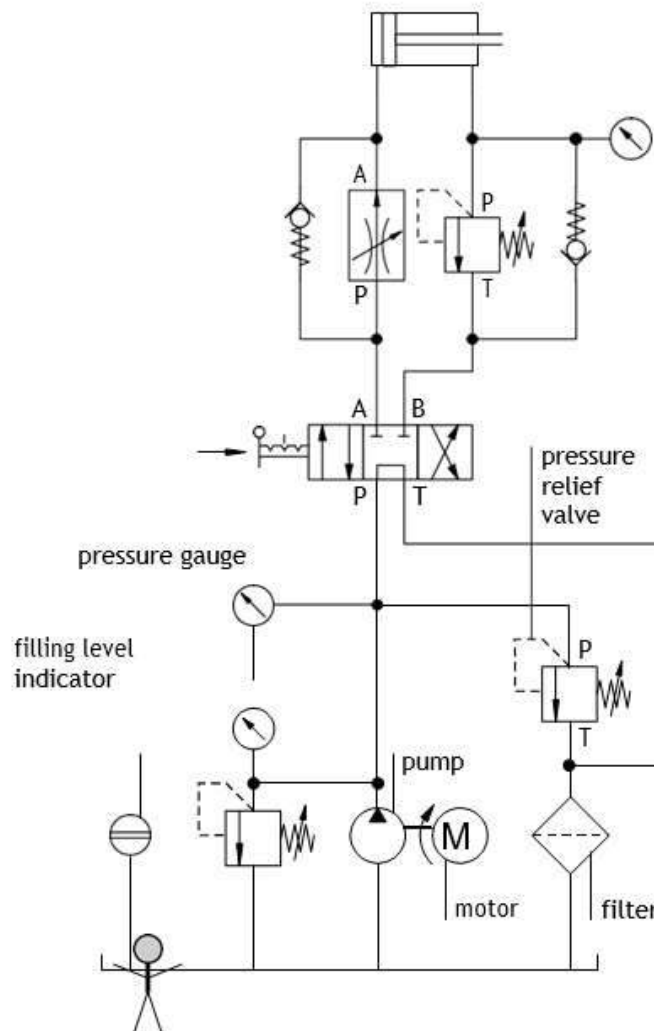 A
P
P
T
A B
P T
pressure
relief
valve
pressure gauge
filling level
indicator
P
T
pump
M
motor
filter